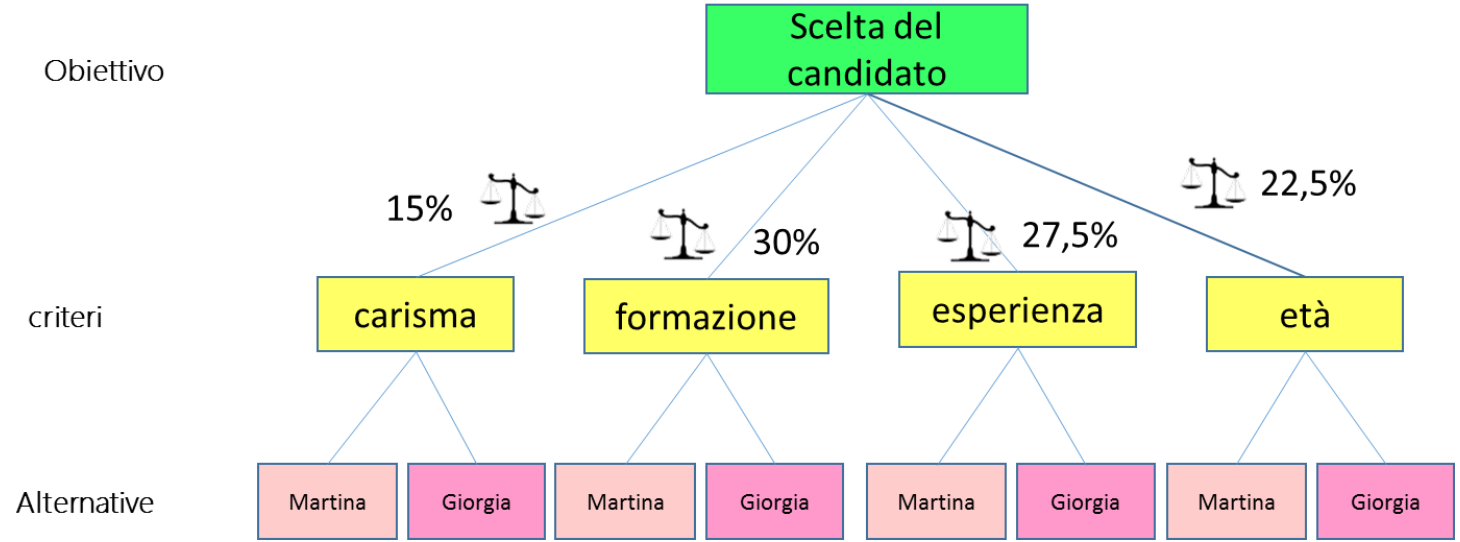 Scelta del
candidato
Obiettivo
15%
30%
27,5%
22,5%
criteri
carisma
formazione
esperienza
età
Alternative
Martina
Giorgia
Martina
Giorgia
Martina
Giorgia
Martina
Giorgia